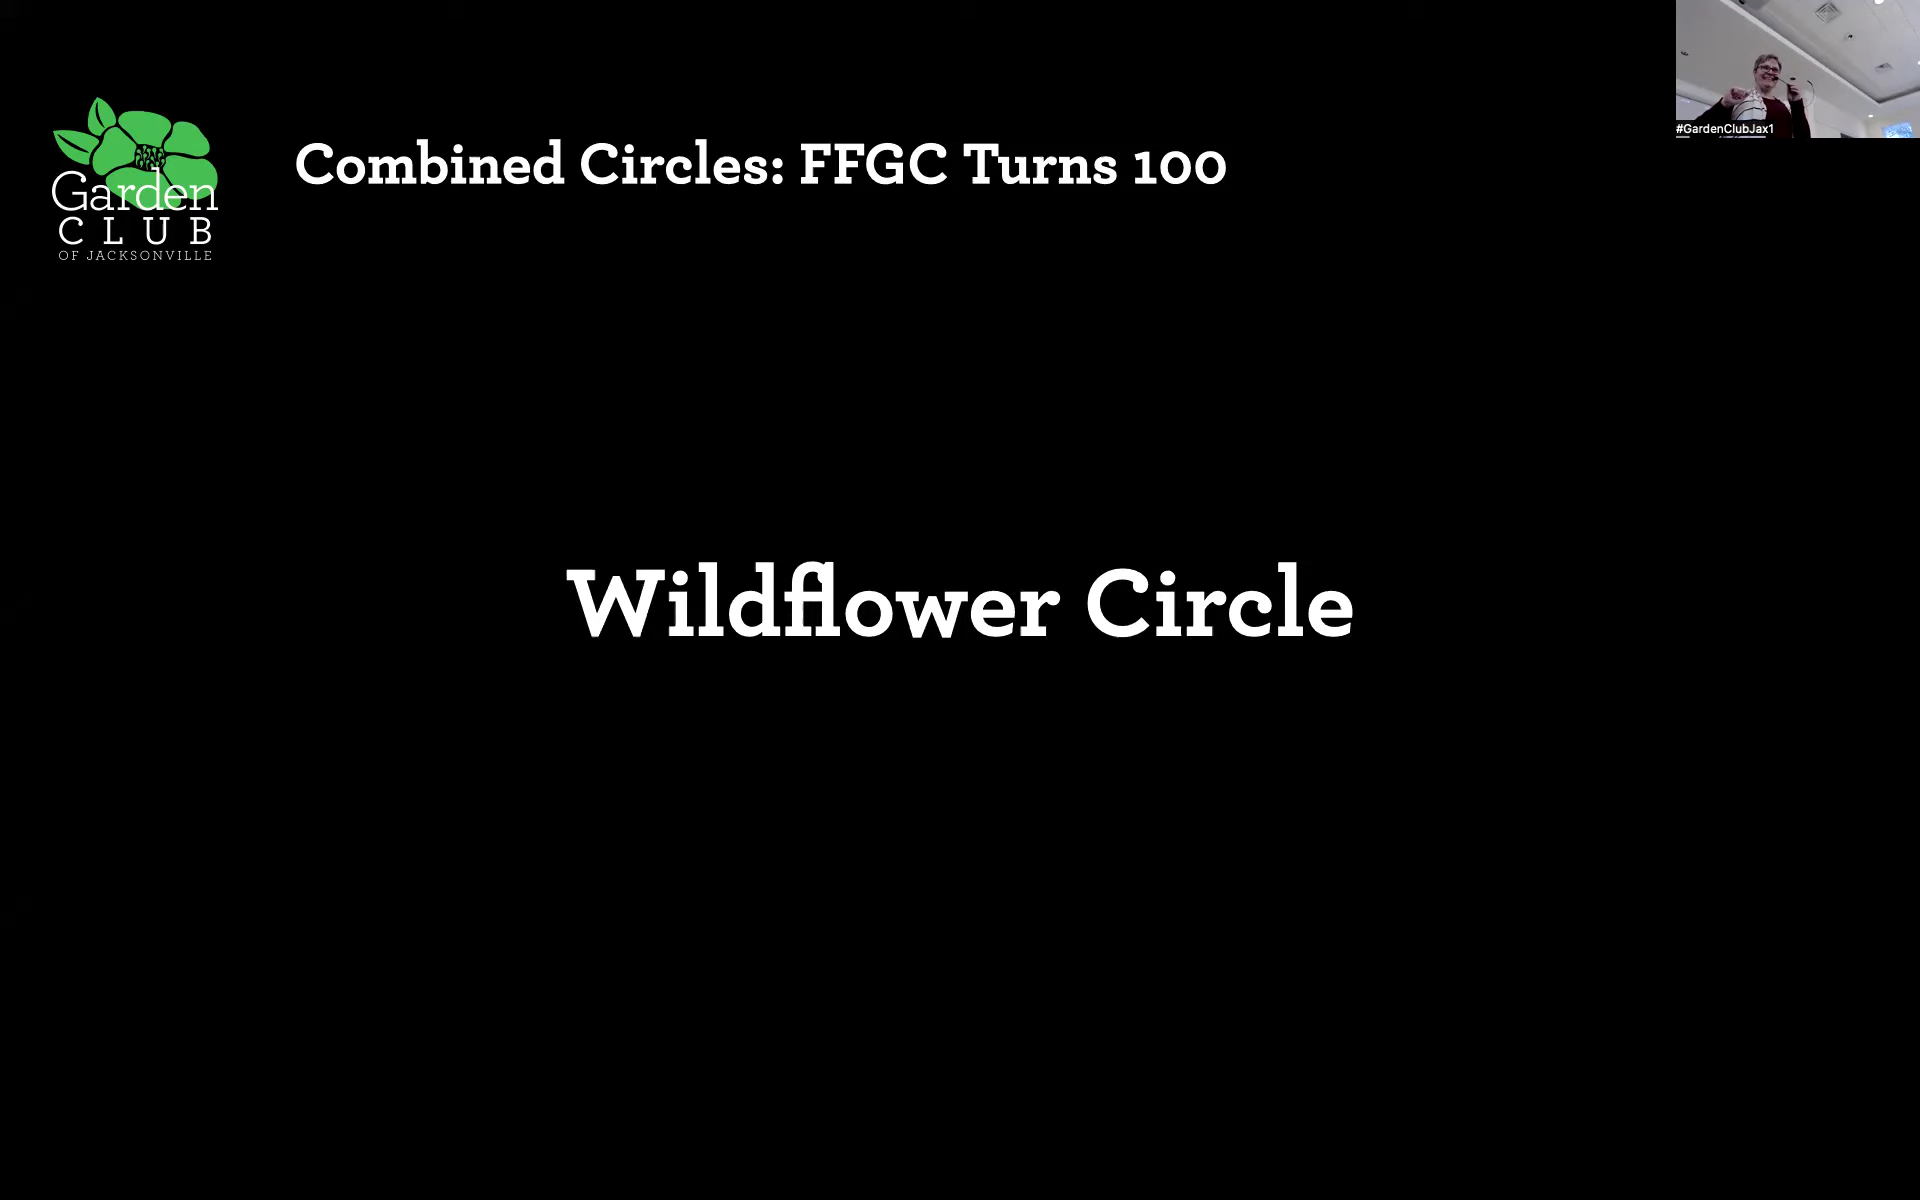 Garden
CLUB
OF JACKSONVILLE
Combined Circles: FFGC Turns 100
#GardenClubJax1
Wildflower Circle